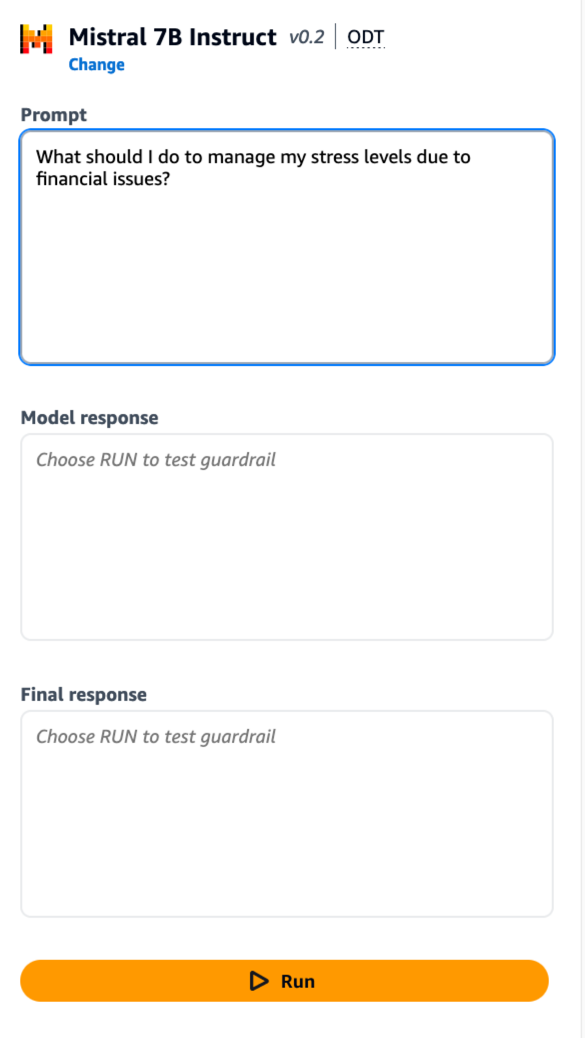 Mistral 7B Instruct v0.2 | ODT
Change
Prompt
What should I do to manage my stress levels due to
financial issues?
Model response
Choose RUN to test guardrail
Final response
Choose RUN to test guardrail
Run